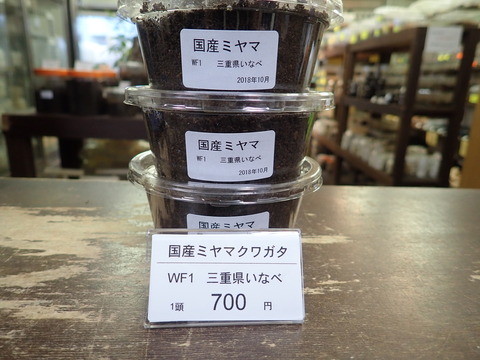 国産ミヤマ
WF1 三重県いなべ
2018年10月
国産ミヤマ
WF1 三重県いなべ
2018年10月
国産ミヤマ
国産ミヤマクワガタ
WF1 三重県いなべ
1頭 700 円